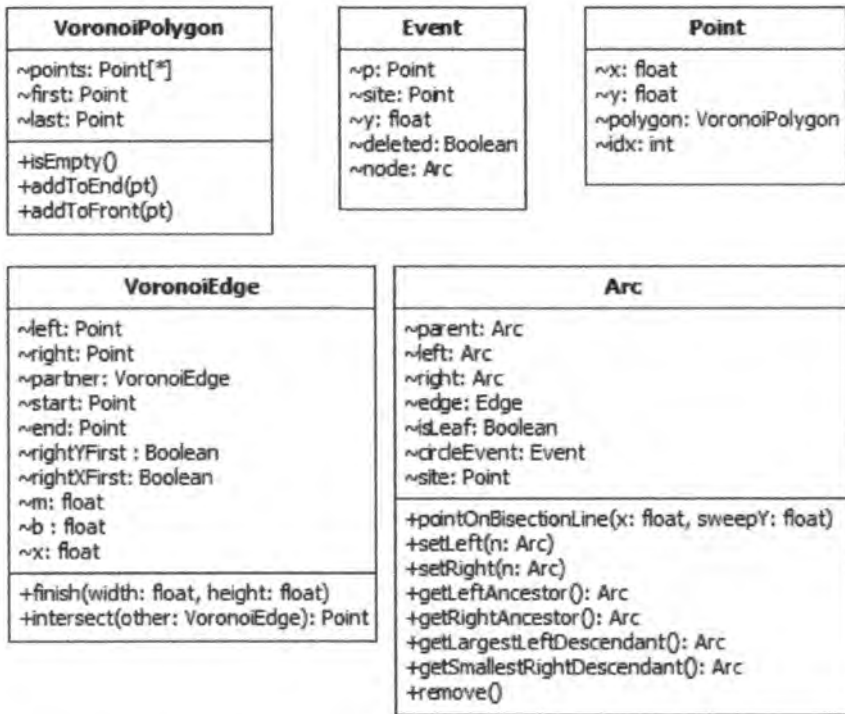 VoronoiPolygon
~points: Point[*]
~first: Point
~last: Point
+isEmpty()
+addToEnd(pt)
+addToFront(pt)
Event
~p: Point
~site: Point
~y: float
~deleted: Boolean
~node: Arc
Point
~x: float
~y: float
~polygon: VoronoiPolygon
~idx: int
VoronoiEdge
~left: Point
~right: Point
~partner: VoronoiEdge
~start: Point
~end: Point
~rightYFirst : Boolean
~rightXFirst: Boolean
~m: float
~b : float
~x: float
+finish(width: float, height: float)
+intersect(other: VoronoiEdge): Point
Arc
~parent: Arc
~left: Arc
~right: Arc
~edge: Edge
~isLeaf: Boolean
~circleEvent: Event
~site: Point
+pointOnBisectionLine(x: float, sweepY: float)
+setLeft(n: Arc)
+setRight(n: Arc)
+getLeftAncestor(): Arc
+getRightAncestor(): Arc
+getLargestLeftDescendant(): Arc
+getSmallestRightDescendant(): Arc
+remove()